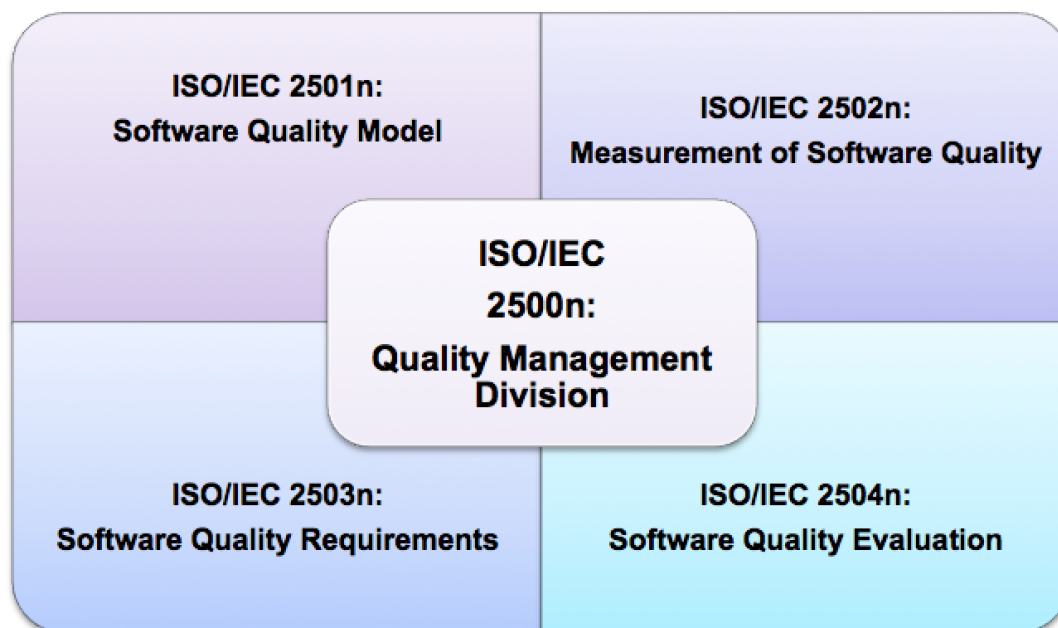 ISO/IEC 2501n:
Software Quality Model
ISO/IEC 2502n:
Measurement of Software Quality
ISO/IEC
2500n:
Quality Management
Division
ISO/IEC 2503n:
Software Quality Requirements
ISO/IEC 2504n:
Software Quality Evaluation